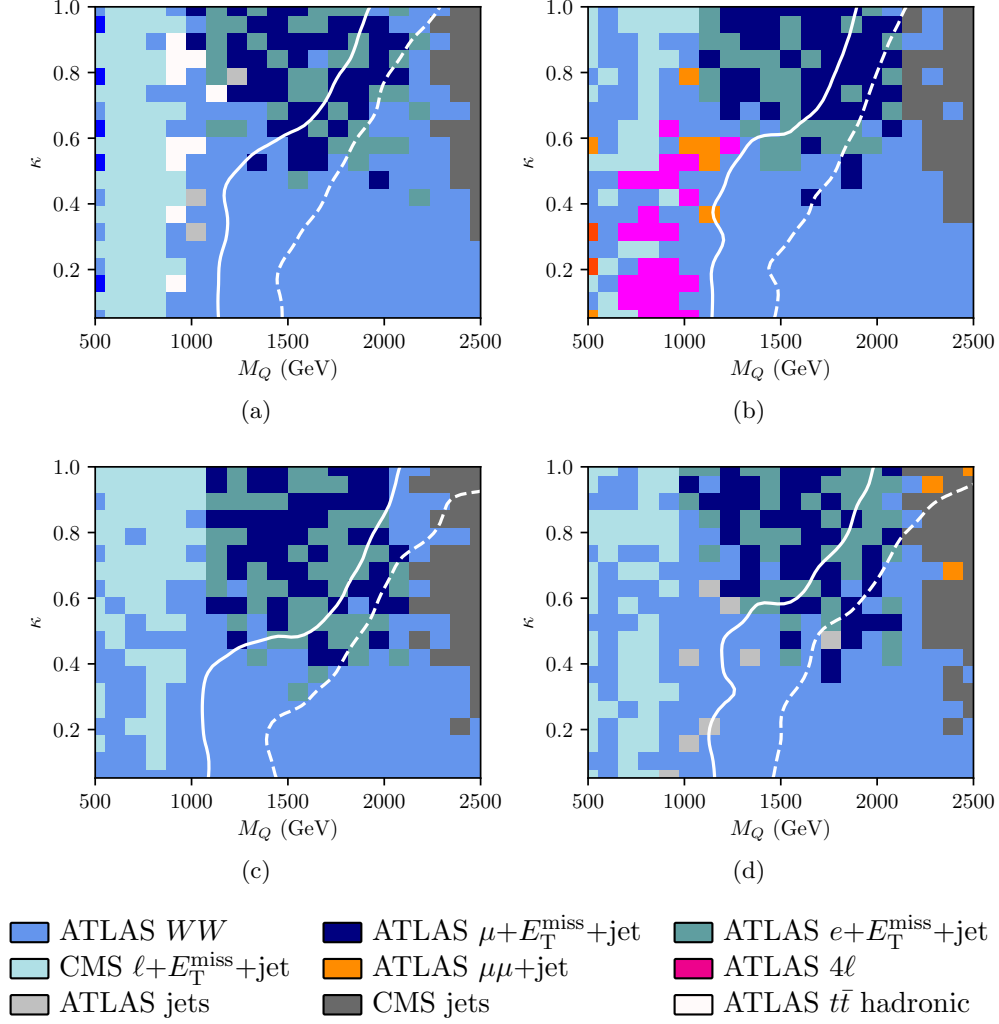 1.0
0.8
0.6
0.4
0.2
κ
500 1000 1500 2000 2500
M_Q (GeV)
(a)
1.0
0.8
0.6
0.4
0.2
κ
500 1000 1500 2000 2500
M_Q (GeV)
(b)
1.0
0.8
0.6
0.4
0.2
κ
500 1000 1500 2000 2500
M_Q (GeV)
(c)
1.0
0.8
0.6
0.4
0.2
κ
500 1000 1500 2000 2500
M_Q (GeV)
(d)
ATLAS WW ATLAS μ+E_T^miss+jet ATLAS e+E_T^miss+jet
CMS ℓ+E_T^miss+jet ATLAS μμ+jet ATLAS 4ℓ
ATLAS jets CMS jets ATLAS tt̄ hadronic